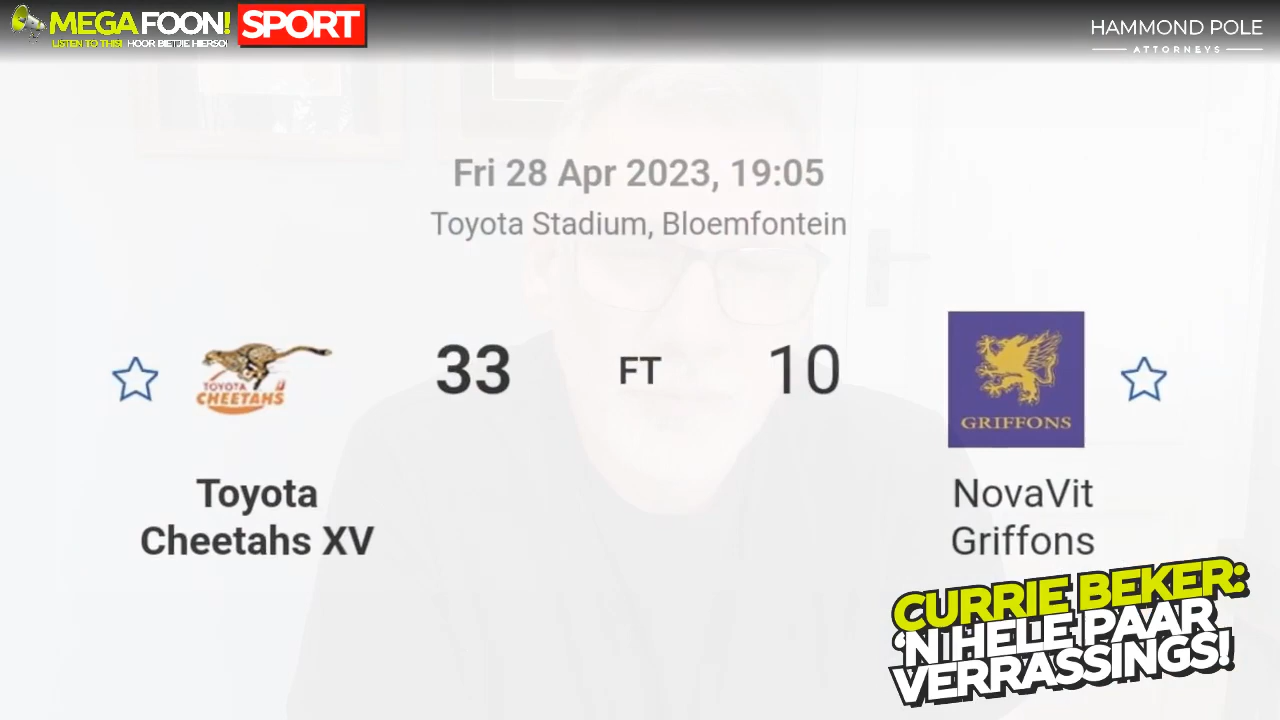 MEGAFOON! SPORT
LISTEN TO THIS! HOOR BIETJIE HIERSO!
HAMMOND POLE
ATTORNEYS
Fri 28 Apr 2023, 19:05
Toyota Stadium, Bloemfontein
TOYOTA
CHEETAHS
33 FT 10
GRIFFONS
Toyota
Cheetahs XV
NovaVit
Griffons
CURRIE BEKER:
'N HELE PAAR
VERRASSINGS!